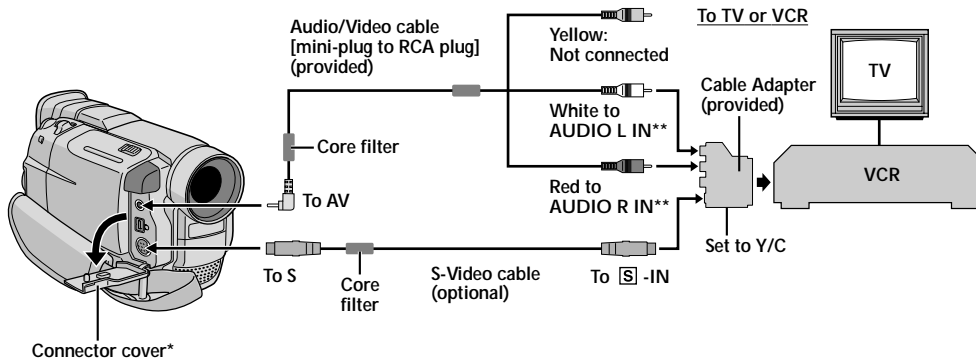 Audio/Video cable
[mini-plug to RCA plug]
(provided)
Yellow:
Not connected
To TV or VCR
TV
Cable Adapter
(provided)
White to
AUDIO L IN**
Core filter
VCR
To AV
Red to
AUDIO R IN**
Set to Y/C
To S
Core
filter
S-Video cable
(optional)
To S -IN
Connector cover*